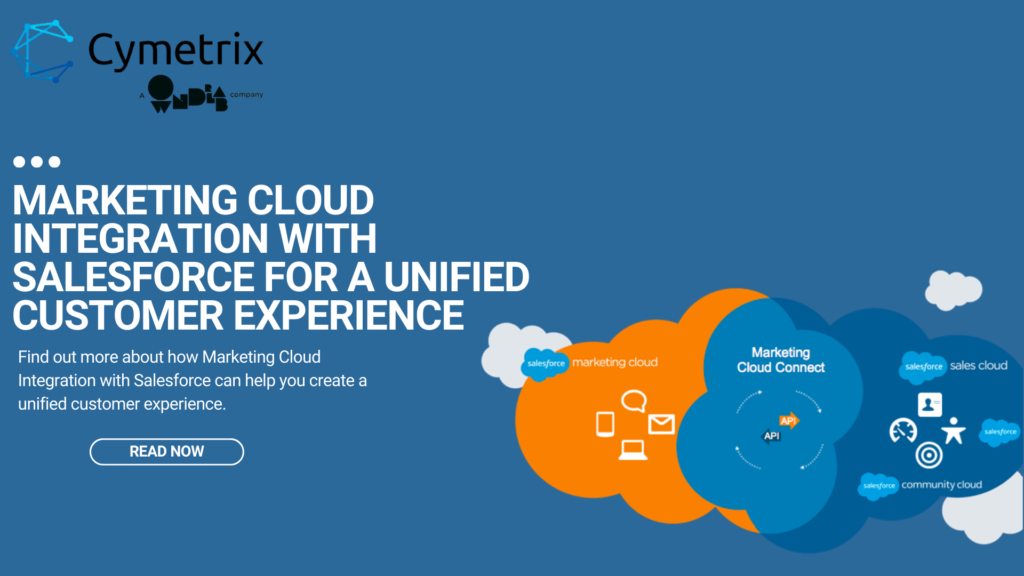 Cymetrix
A OWNDLAB company
MARKETING CLOUD
INTEGRATION WITH
SALESFORCE FOR A UNIFIED
CUSTOMER EXPERIENCE
Find out more about how Marketing Cloud
Integration with Salesforce can help you create a
unified customer experience.
READ NOW
salesforce marketing cloud
Marketing
Cloud Connect
API
API
salesforce sales cloud
salesforce
salesforce community cloud